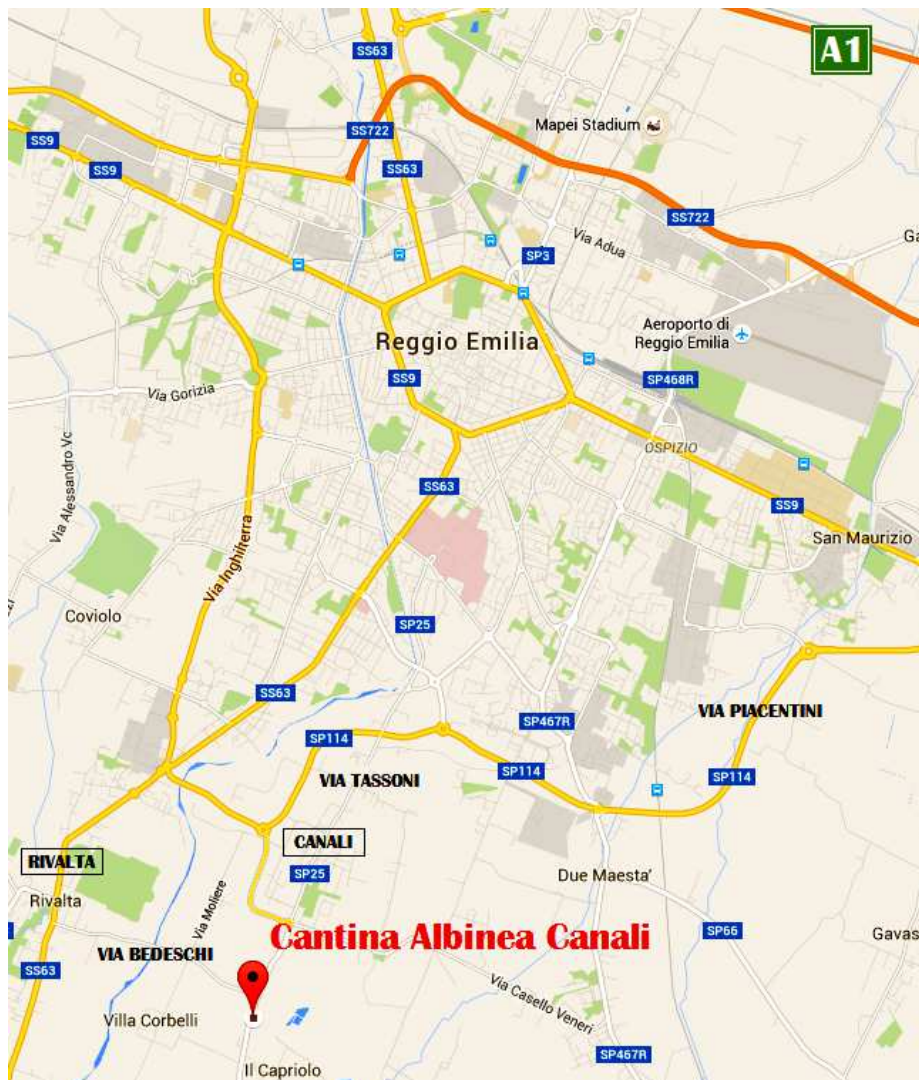 A1
SS63
SS722
Mapei Stadium
SS9
SS9
SS63
SS722
Via Adua
SP3
Ga
Reggio Emilia
Aeroporto di
Reggio Emilia
SS9
SP468R
Via Gorizia
OSPIZIO
Via Alessandro Vc
SS63
SS9
San Maurizio
Via Inghilterra
Coviolo
SP25
SS63
VIA PIACENTINI
SP467R
SP114
VIA TASSONI
SP114
SP114
CANALI
RIVALTA
SP25
Due Maesta'
Rivalta
Via Moliere
Cantina Albinea Canali
SP66
Gavas
VIA BEDESCHI
SS63
Via Casello Veneri
Villa Corbelli
Il Capriolo
SP467R